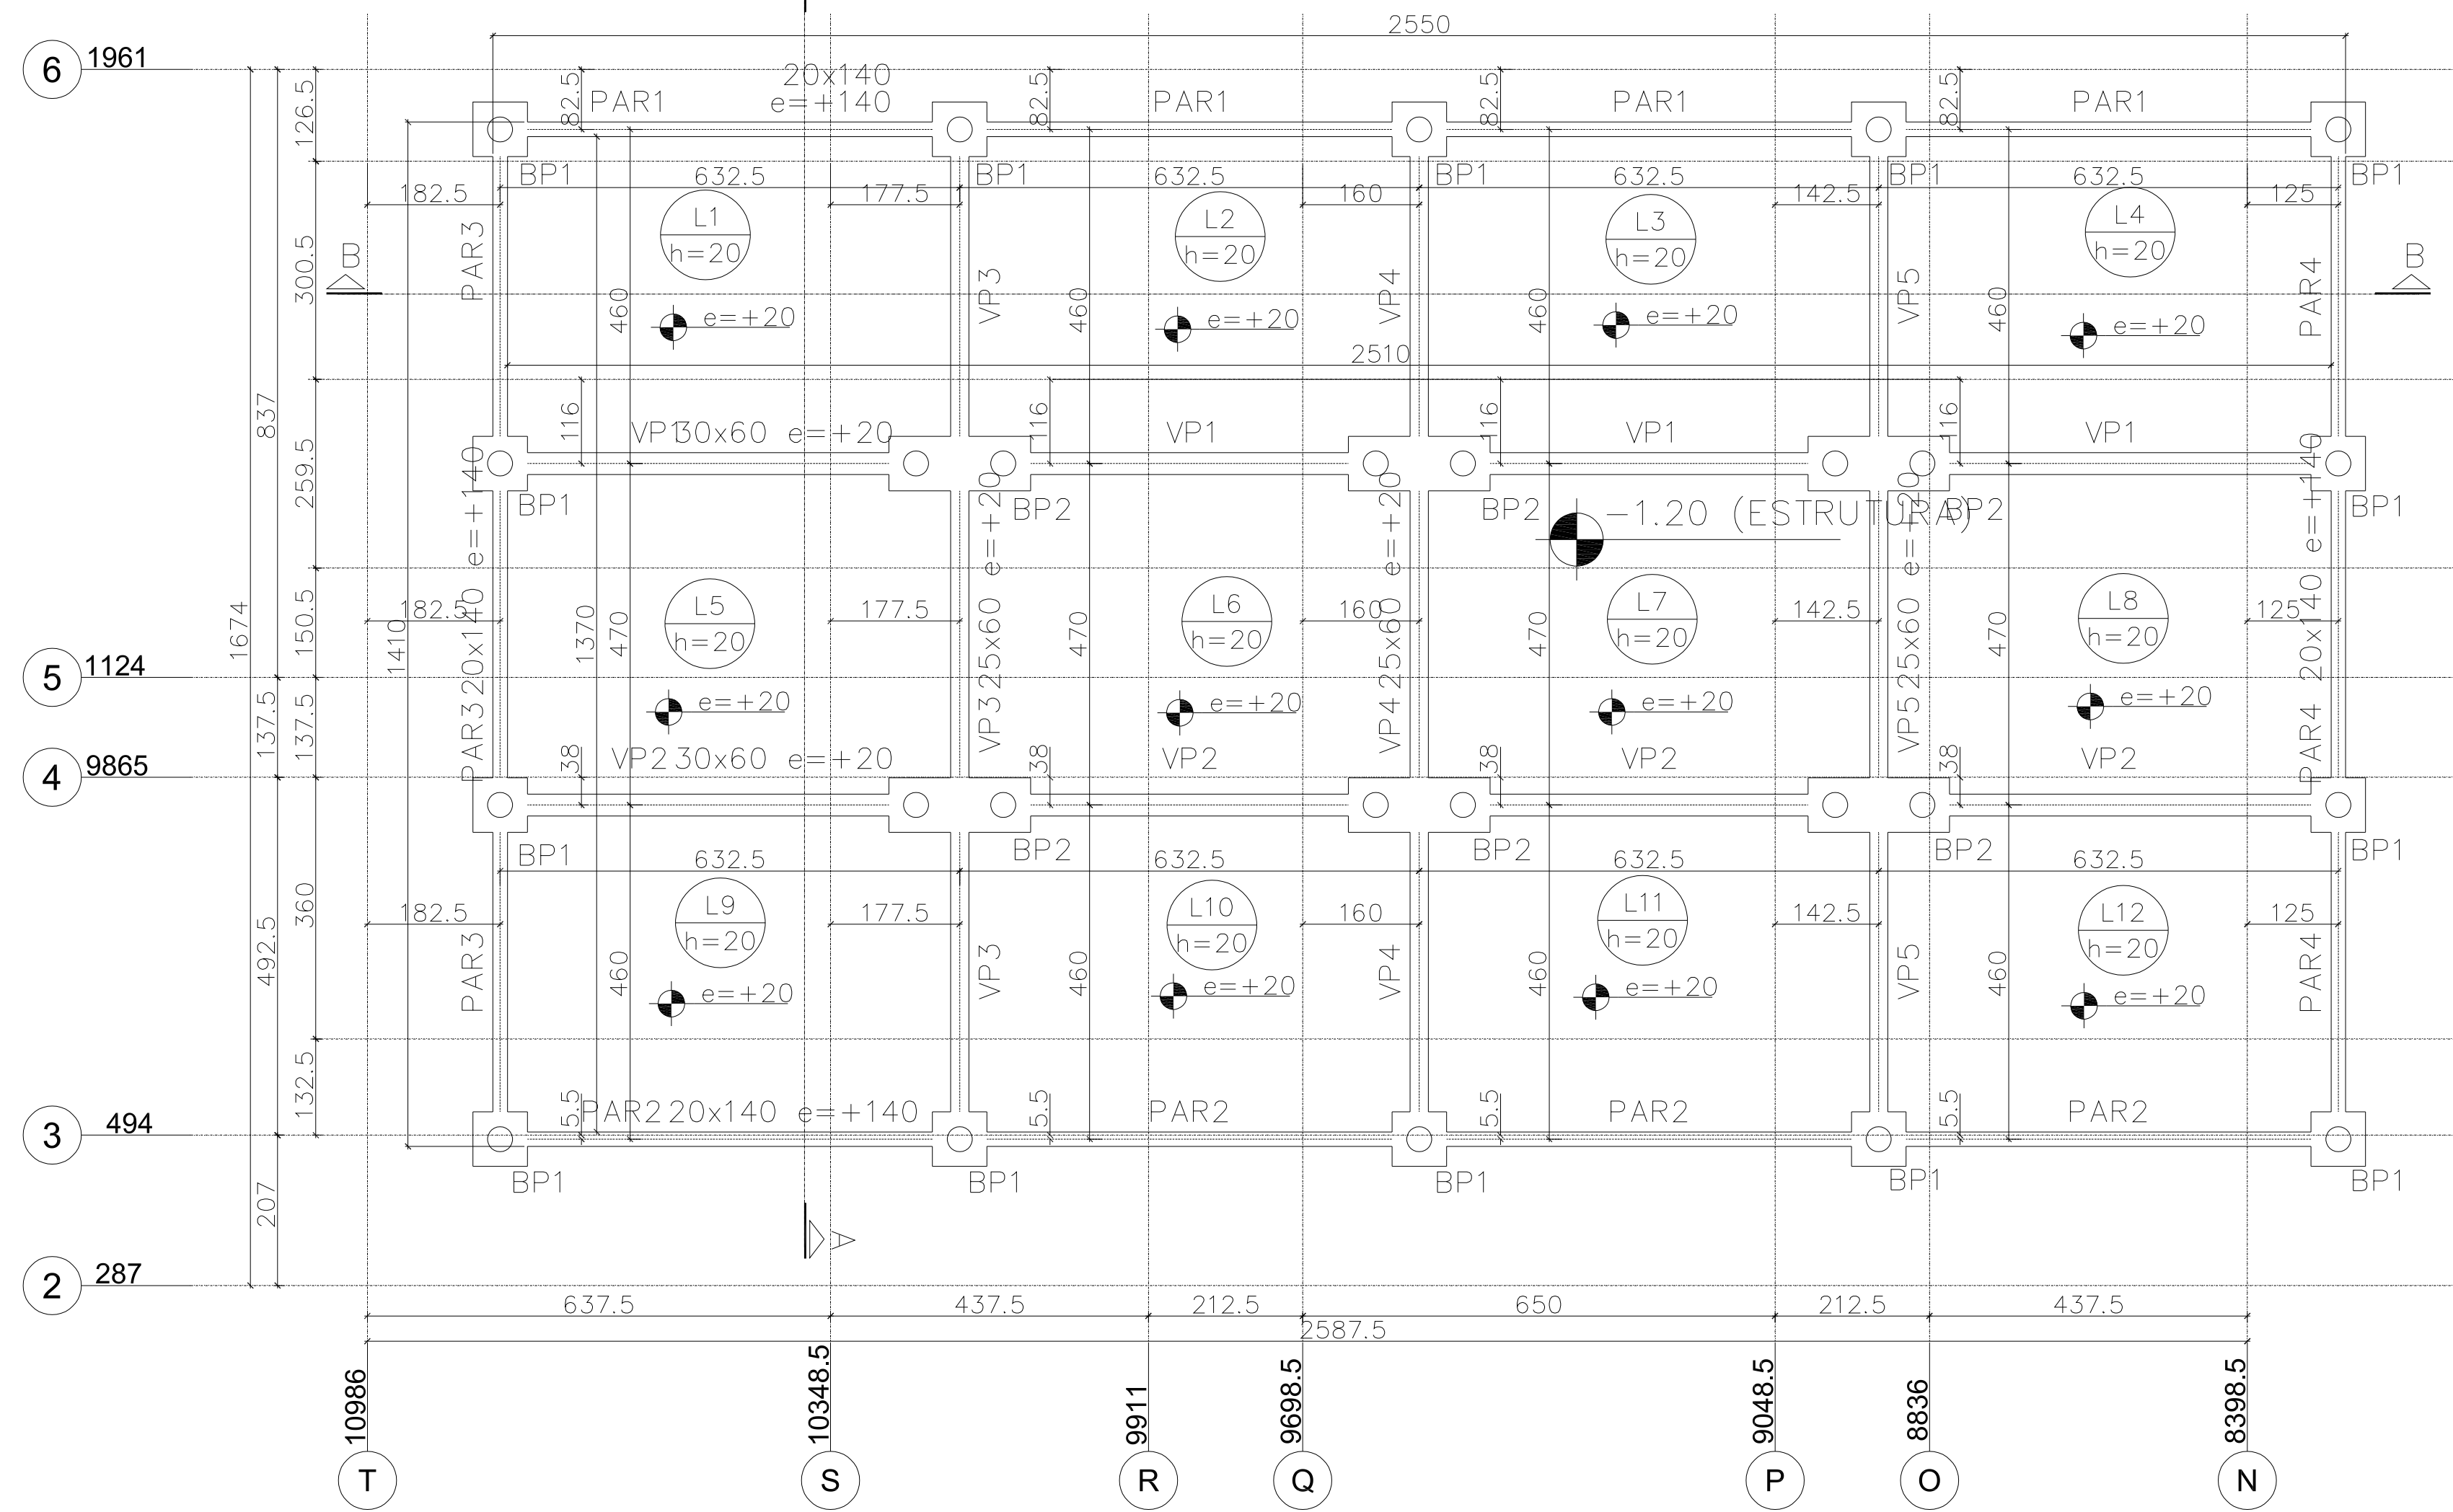 2550
6 1961
20x140
e=+140
PAR1 PAR1 PAR1 PAR1
82.5 82.5 82.5 82.5
126.5
BP1 BP1 BP1 BP1 BP1
632.5 632.5 632.5 632.5
182.5 177.5 160 142.5 125
L1 L2 L3 L4
h=20 h=20 h=20 h=20
PAR3 VP3 VP4 VP5 PAR4
B B
300.5
460 460 460 460
e=+20 e=+20 e=+20 e=+20
2510
837
116 116 116 116
VP1 30x60 e=+20 VP1 VP1 VP1
259.5
BP1 BP2 BP2 BP2 BP1
-1.20 (ESTRUTURA)
PAR3 20x140 e=+140
VP3 25x60 e=+20
VP4 25x60 e=+20
VP5 25x60 e=+20
PAR4 20x140 e=+140
L5 L6 L7 L8
h=20 h=20 h=20 h=20
182.5 177.5 160 142.5 125
1674 150.5 1410 1370
470 470 470 470
5 1124
e=+20 e=+20 e=+20 e=+20
137.5 137.5
38 38 38 38
VP2 30x60 e=+20 VP2 VP2 VP2
4 9865
BP1 BP2 BP2 BP2 BP1
632.5 632.5 632.5 632.5
L9 L10 L11 L12
h=20 h=20 h=20 h=20
182.5 177.5 160 142.5 125
360
492.5
PAR3 VP3 VP4 VP5 PAR4
460 460 460 460
e=+20 e=+20 e=+20 e=+20
132.5
5.5 5.5 5.5 5.5
PAR2 20x140 e=+140 PAR2 PAR2 PAR2
3 494
BP1 BP1 BP1 BP1 BP1
207
A
2 287
637.5 437.5 212.5 650 212.5 437.5
2587.5
10986 10348.5 9911 9698.5 9048.5 8836 8398.5
T S R Q P O N